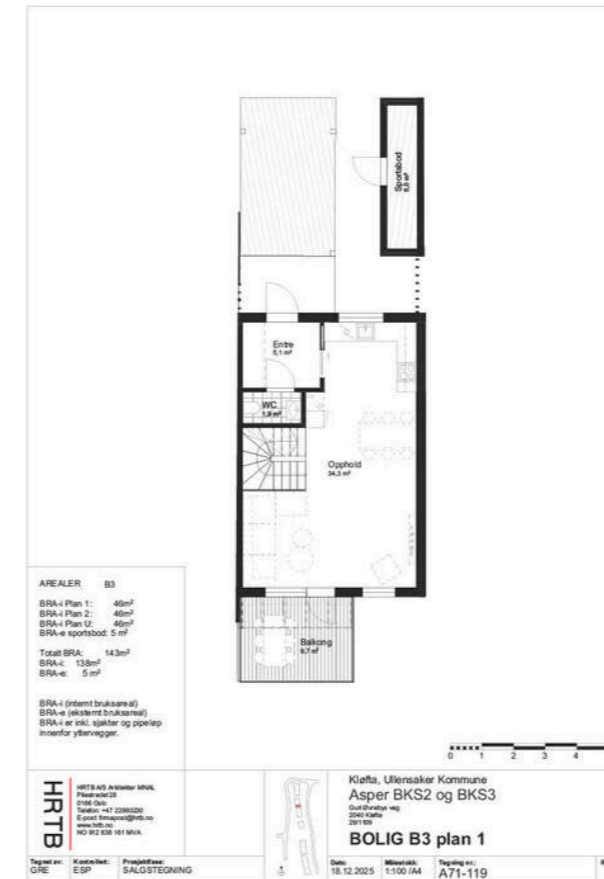 Sportsbod
Entre
5,1 m²
WC
1,9 m²
Opphold
34,3 m²
Balkong
9,7 m²
AREALER B3
BRA-i Plan 1: 46m²
BRA-i Plan 2: 46m²
BRA-i Plan U: 46m²
BRA-e sportsbod: 5 m²
Totalt BRA: 143m²
BRA-i: 138m²
BRA-e: 5 m²
BRA-i (internt bruksareal)
BRA-e (eksternt bruksareal)
BRA-i er inkl. sjakter og pipeløp
innenfor yttervegger.
0 1 2 3 4
HRTB
HRTB AS Arkitekter MNAL
0166 Oslo
www.hrtb.no
Kløfta, Ullensaker Kommune
Asper BKS2 og BKS3
2040 Kløfta
BOLIG B3 plan 1
Tegnet av:
GRE
Kontrollert:
ESP
Prosjektfase:
SALGSTEGNING
Dato:
18.12.2025
Målestokk:
1:100 /A4
Tegning nr.:
A71-119